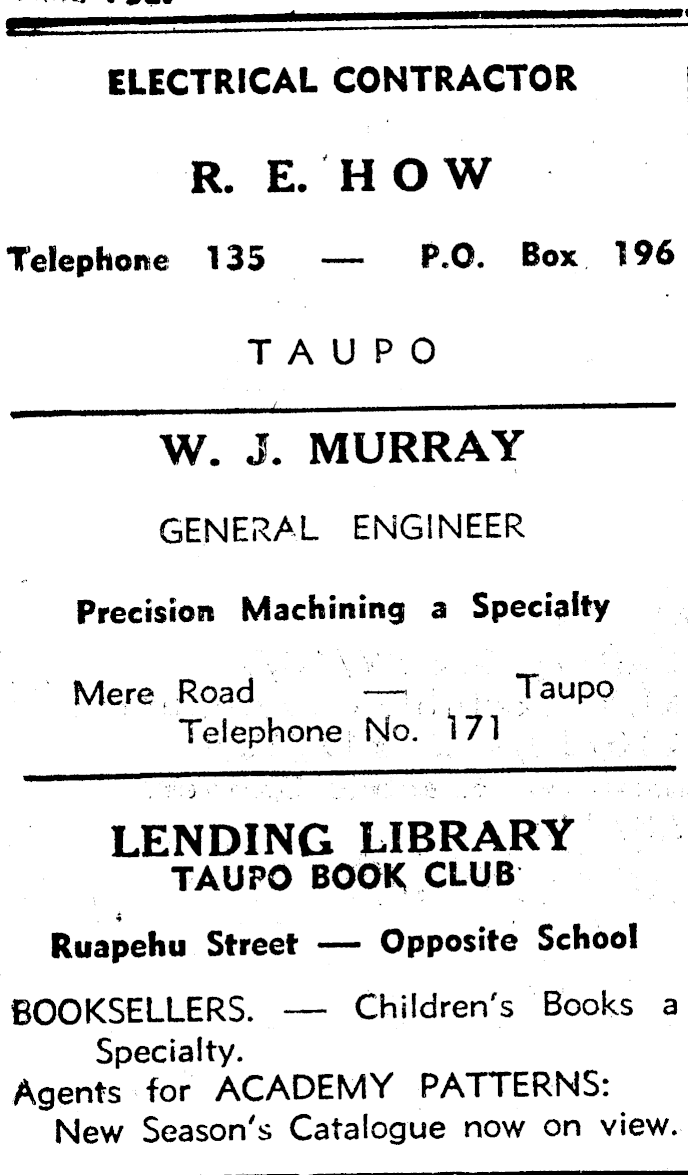 ELECTRICAL CONTRACTOR
R. E. HOW
Telephone 135 — P.O. Box 196
TAUPO
W. J. MURRAY
GENERAL ENGINEER
Precision Machining a Specialty
Mere Road — Taupo
Telephone No. 171
LENDING LIBRARY
TAUPO BOOK CLUB
Ruapehu Street — Opposite School
BOOKSELLERS. — Children's Books a
Specialty.
Agents for ACADEMY PATTERNS:
New Season's Catalogue now on view.